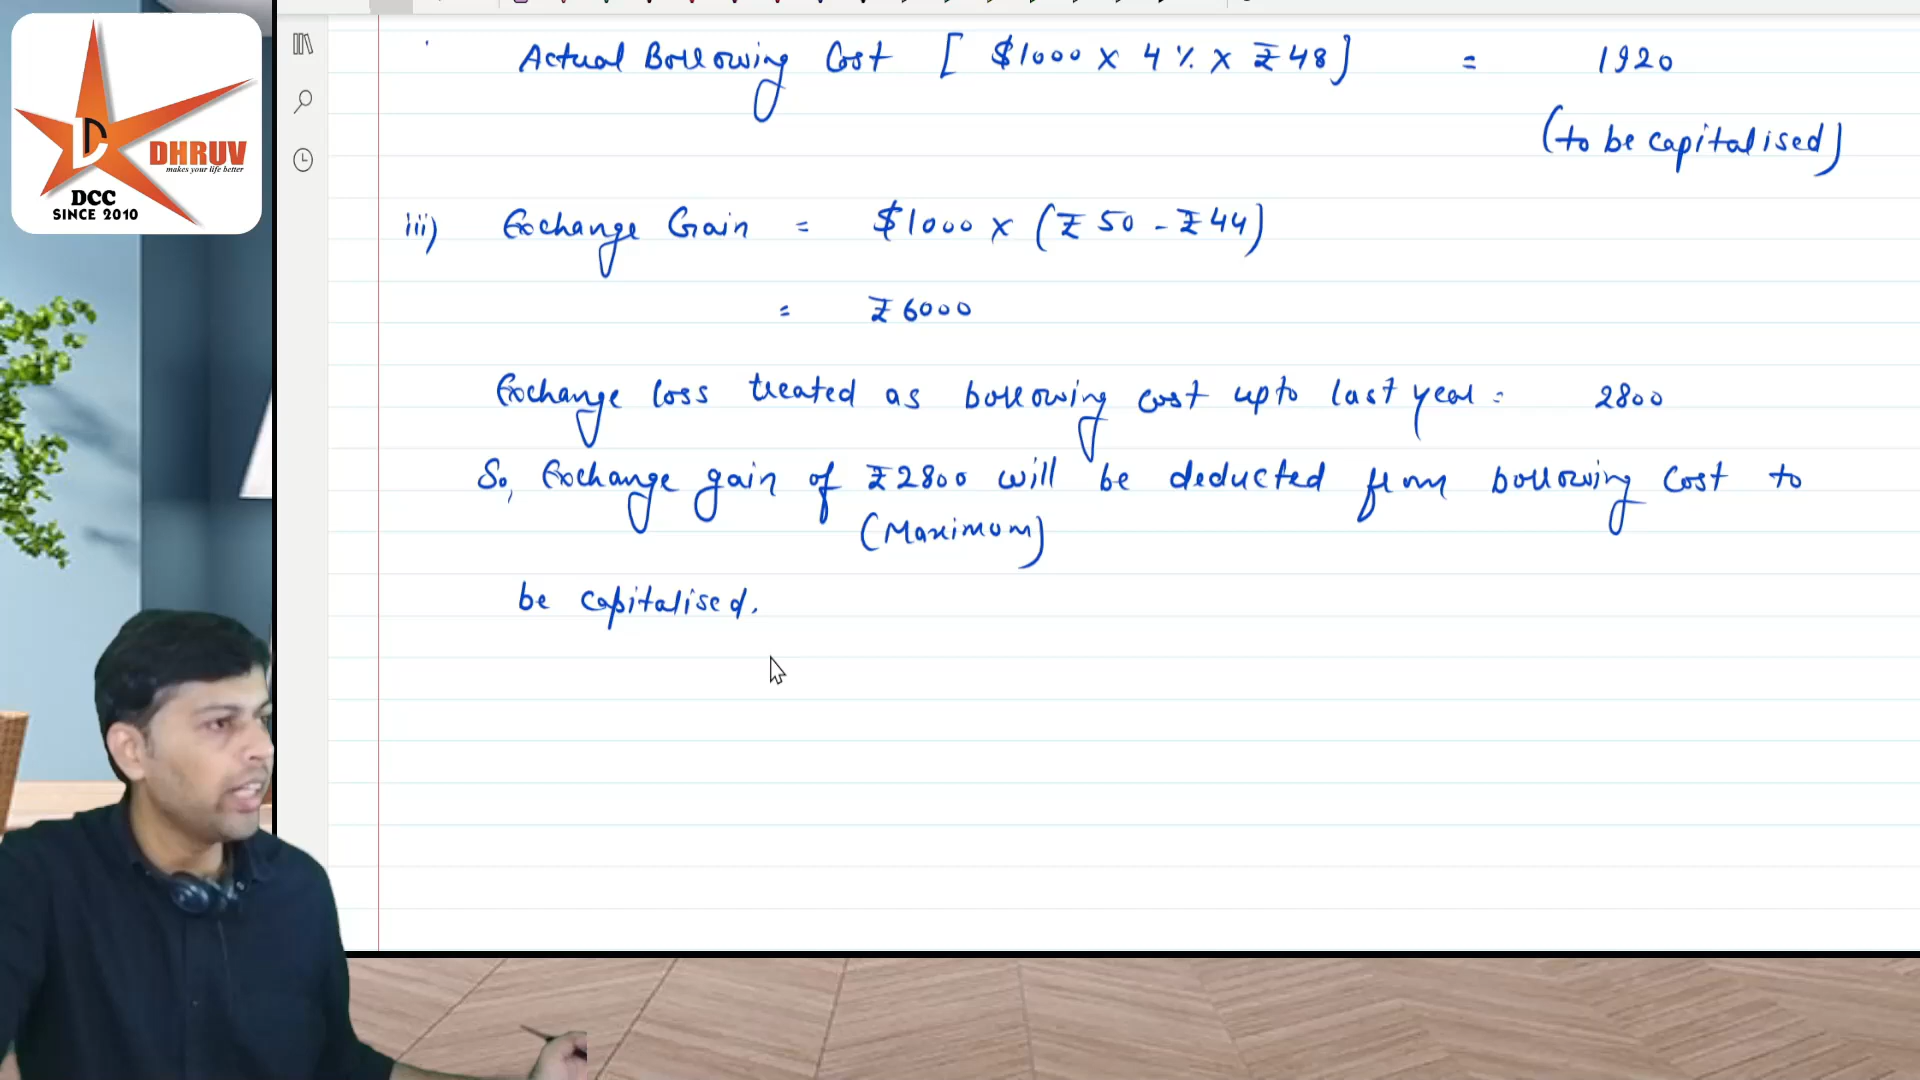 DC
DHRUV
makes your life better
DCC
SINCE 2010
Actual Borrowing Cost [ $1000 x 4% x ₹48 ] = 1920
(to be capitalised)
iii) Exchange Gain = $1000 x (₹50 - ₹44)
= ₹6000
Exchange loss treated as borrowing cost upto last year = 2800
So, Exchange gain of ₹2800 will be deducted from borrowing cost to
(Maximum)
be capitalised.